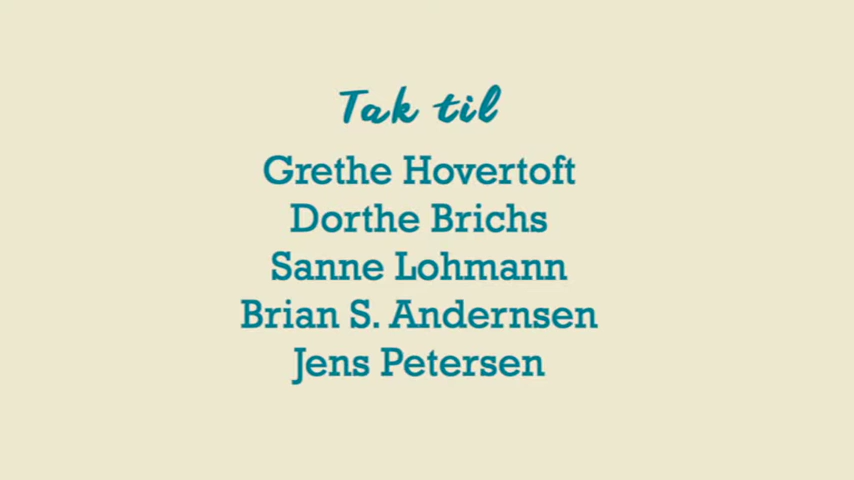 Tak til
Grethe Hovertoft
Dorthe Brichs
Sanne Lohmann
Brian S. Andernsen
Jens Petersen